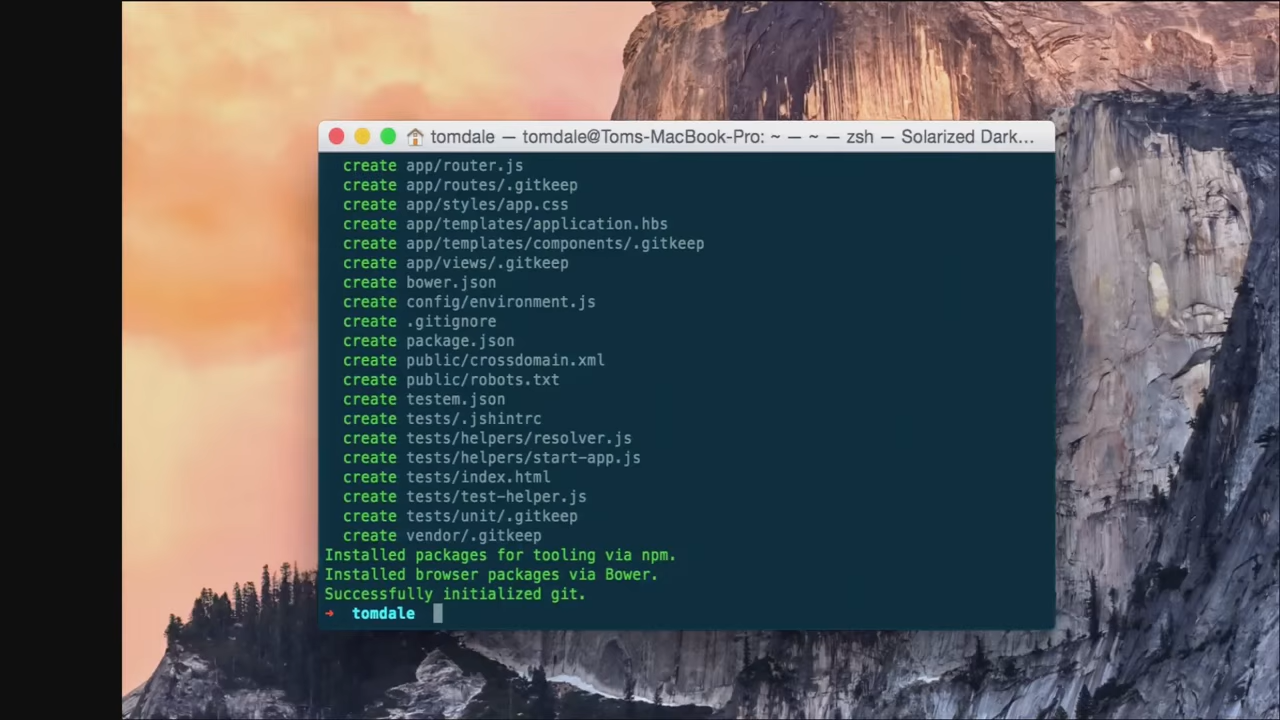 tomdale — tomdale@Toms-MacBook-Pro: ~ — ~ — zsh — Solarized Dark…
create app/router.js
create app/routes/.gitkeep
create app/styles/app.css
create app/templates/application.hbs
create app/templates/components/.gitkeep
create app/views/.gitkeep
create bower.json
create config/environment.js
create .gitignore
create package.json
create public/crossdomain.xml
create public/robots.txt
create testem.json
create tests/.jshintrc
create tests/helpers/resolver.js
create tests/helpers/start-app.js
create tests/index.html
create tests/test-helper.js
create tests/unit/.gitkeep
create vendor/.gitkeep
Installed packages for tooling via npm.
Installed browser packages via Bower.
Successfully initialized git.
→ tomdale